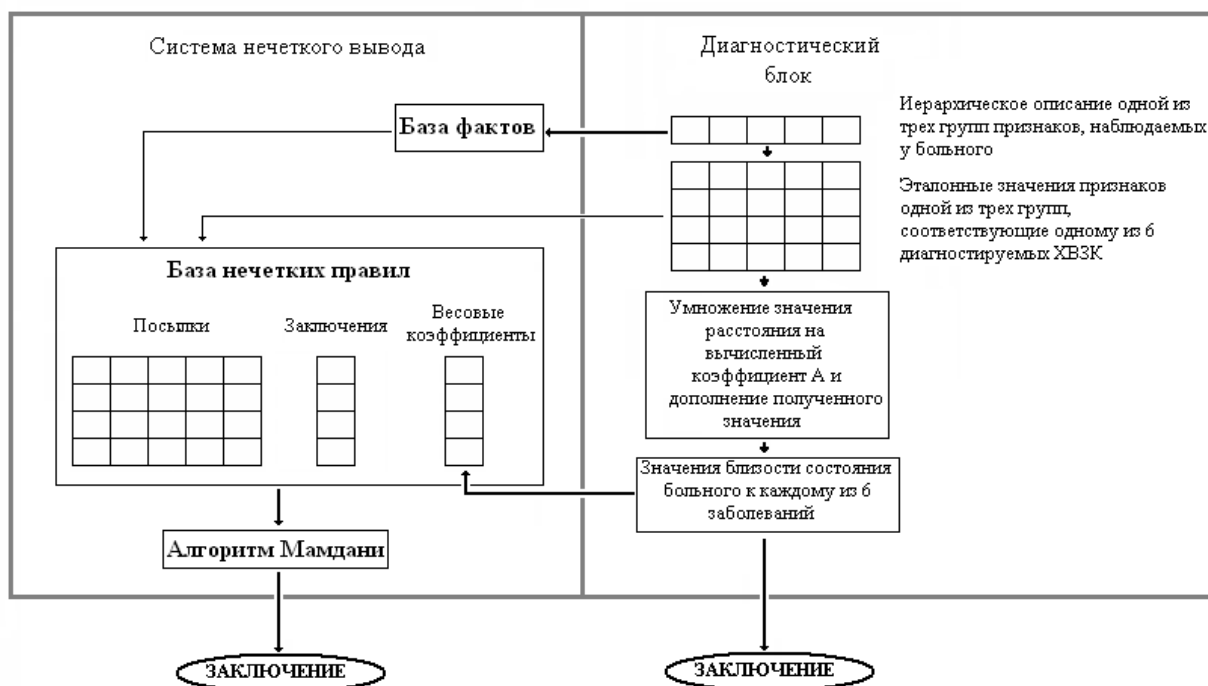 Система нечеткого вывода
База фактов
База нечетких правил
Посылки
Заключения
Весовые
коэффициенты
Алгоритм Мамдани
ЗАКЛЮЧЕНИЕ
Диагностический
блок
Иерархическое описание одной из
трех групп признаков, наблюдаемых
у больного
Эталонные значения признаков
одной из трех групп,
соответствующие одному из 6
диагностируемых ХВЗК
Умножение значения
расстояния на
вычисленный
коэффициент А и
дополнение полученного
значения
Значения близости состояния
больного к каждому из 6
заболеваний
ЗАКЛЮЧЕНИЕ